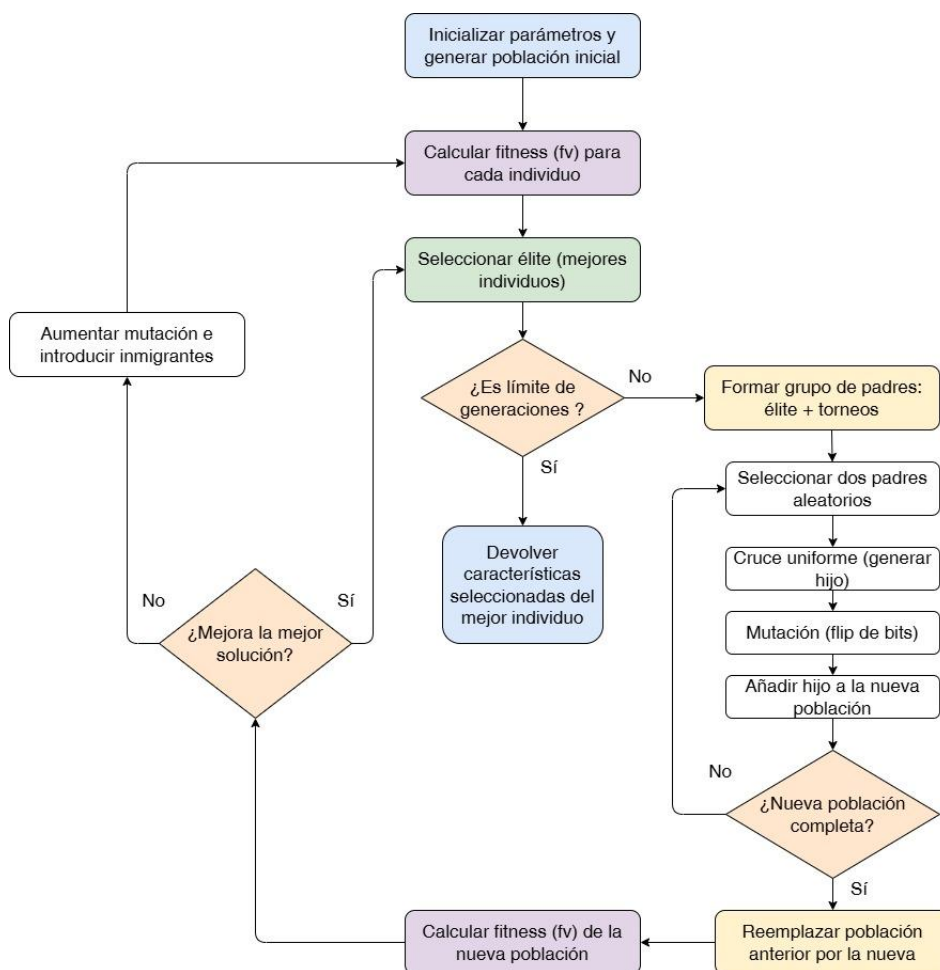 Inicializar parámetros y
generar población inicial
Calcular fitness (fv) para
cada individuo
Seleccionar élite (mejores
individuos)
Aumentar mutación e
introducir inmigrantes
¿Es límite de
generaciones ?
No
Formar grupo de padres:
élite + torneos
Sí
Seleccionar dos padres
aleatorios
Devolver
características
seleccionadas del
mejor individuo
Cruce uniforme (generar
hijo)
Mutación (flip de bits)
Añadir hijo a la nueva
población
No
¿Mejora la mejor
solución?
Sí
No
¿Nueva población
completa?
Sí
Reemplazar población
anterior por la nueva
Calcular fitness (fv) de la
nueva población